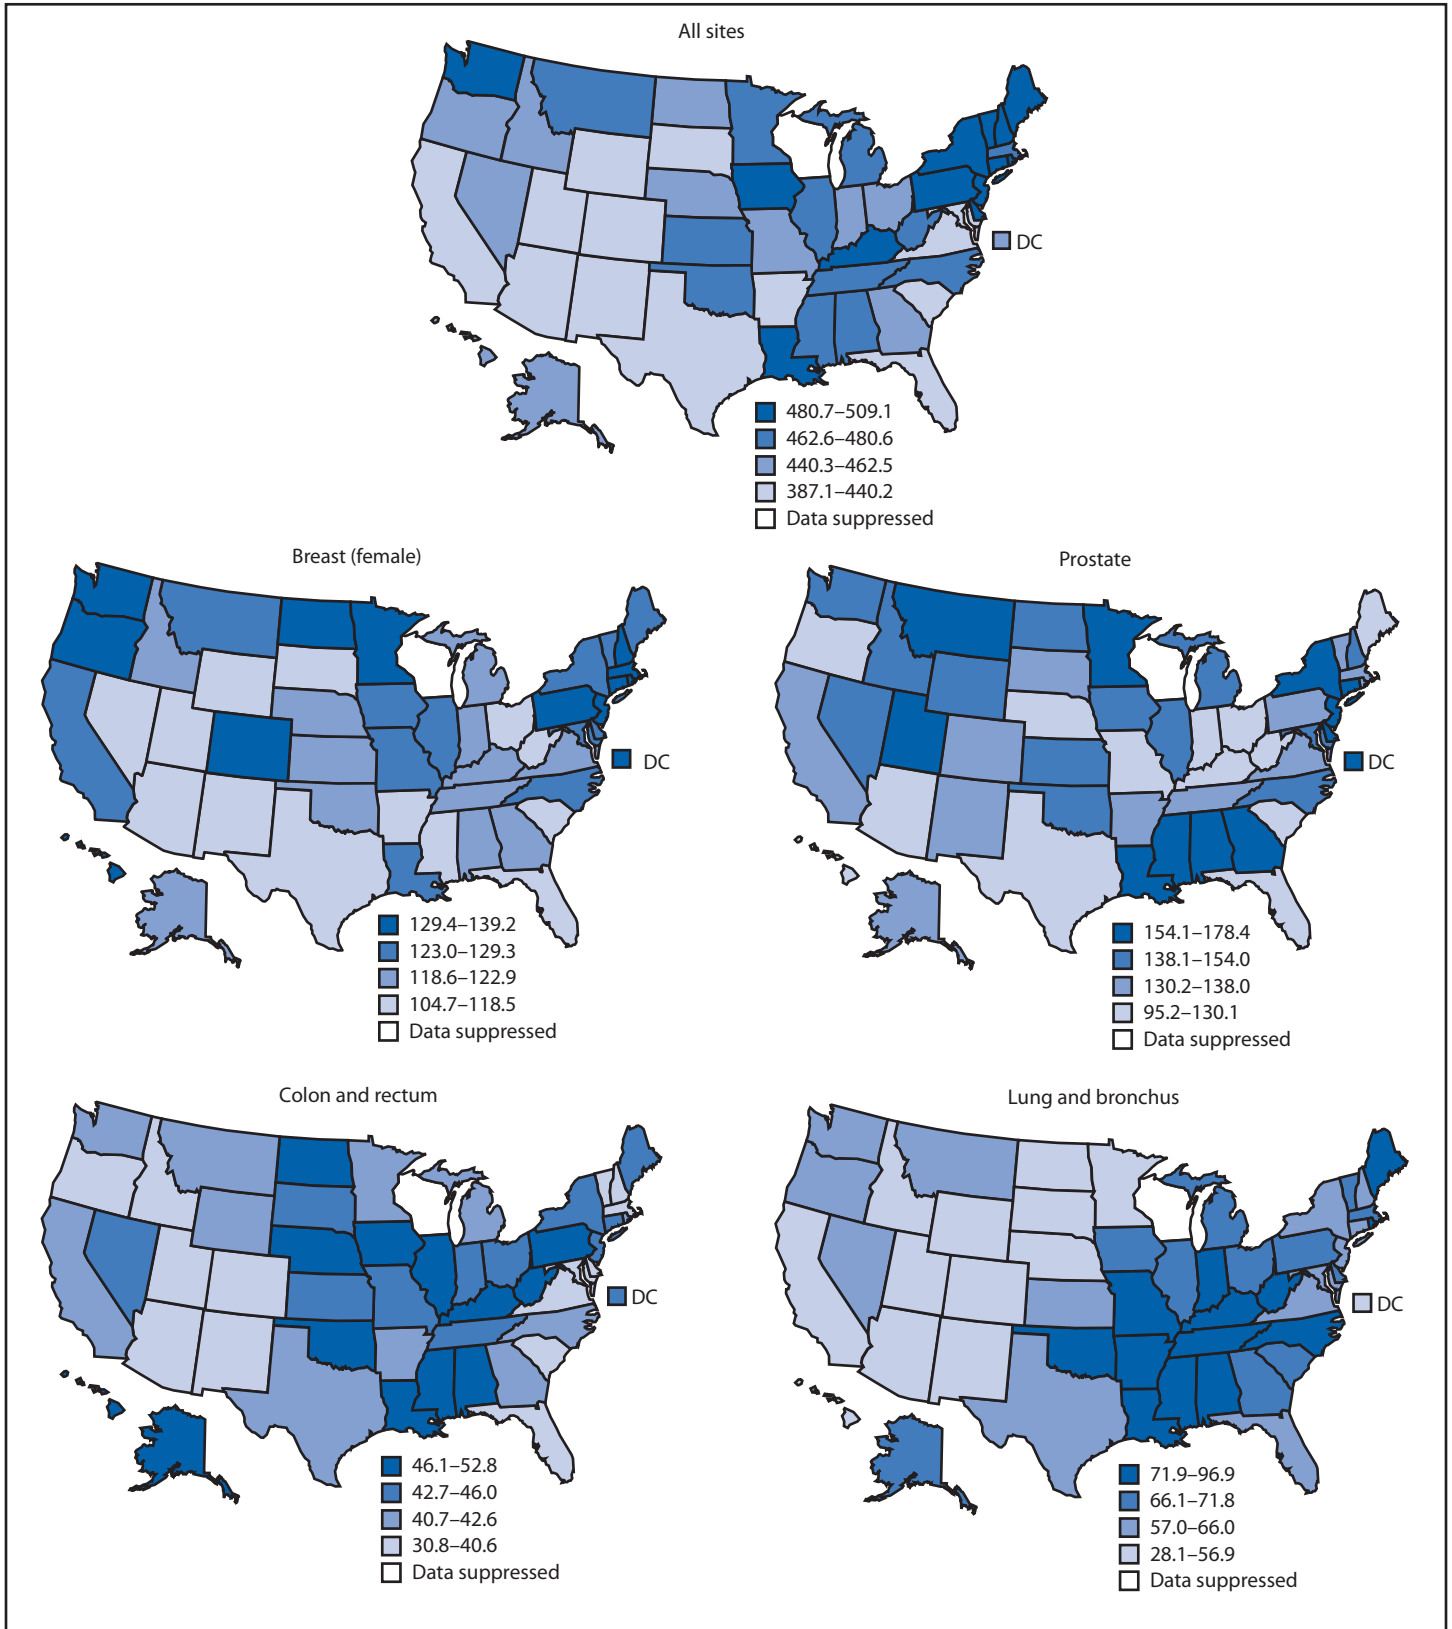 All sites
DC
480.7–509.1
462.6–480.6
440.3–462.5
387.1–440.2
Data suppressed
Breast (female)
DC
129.4–139.2
123.0–129.3
118.6–122.9
104.7–118.5
Data suppressed
Prostate
DC
154.1–178.4
138.1–154.0
130.2–138.0
95.2–130.1
Data suppressed
Colon and rectum
DC
46.1–52.8
42.7–46.0
40.7–42.6
30.8–40.6
Data suppressed
Lung and bronchus
DC
71.9–96.9
66.1–71.8
57.0–66.0
28.1–56.9
Data suppressed